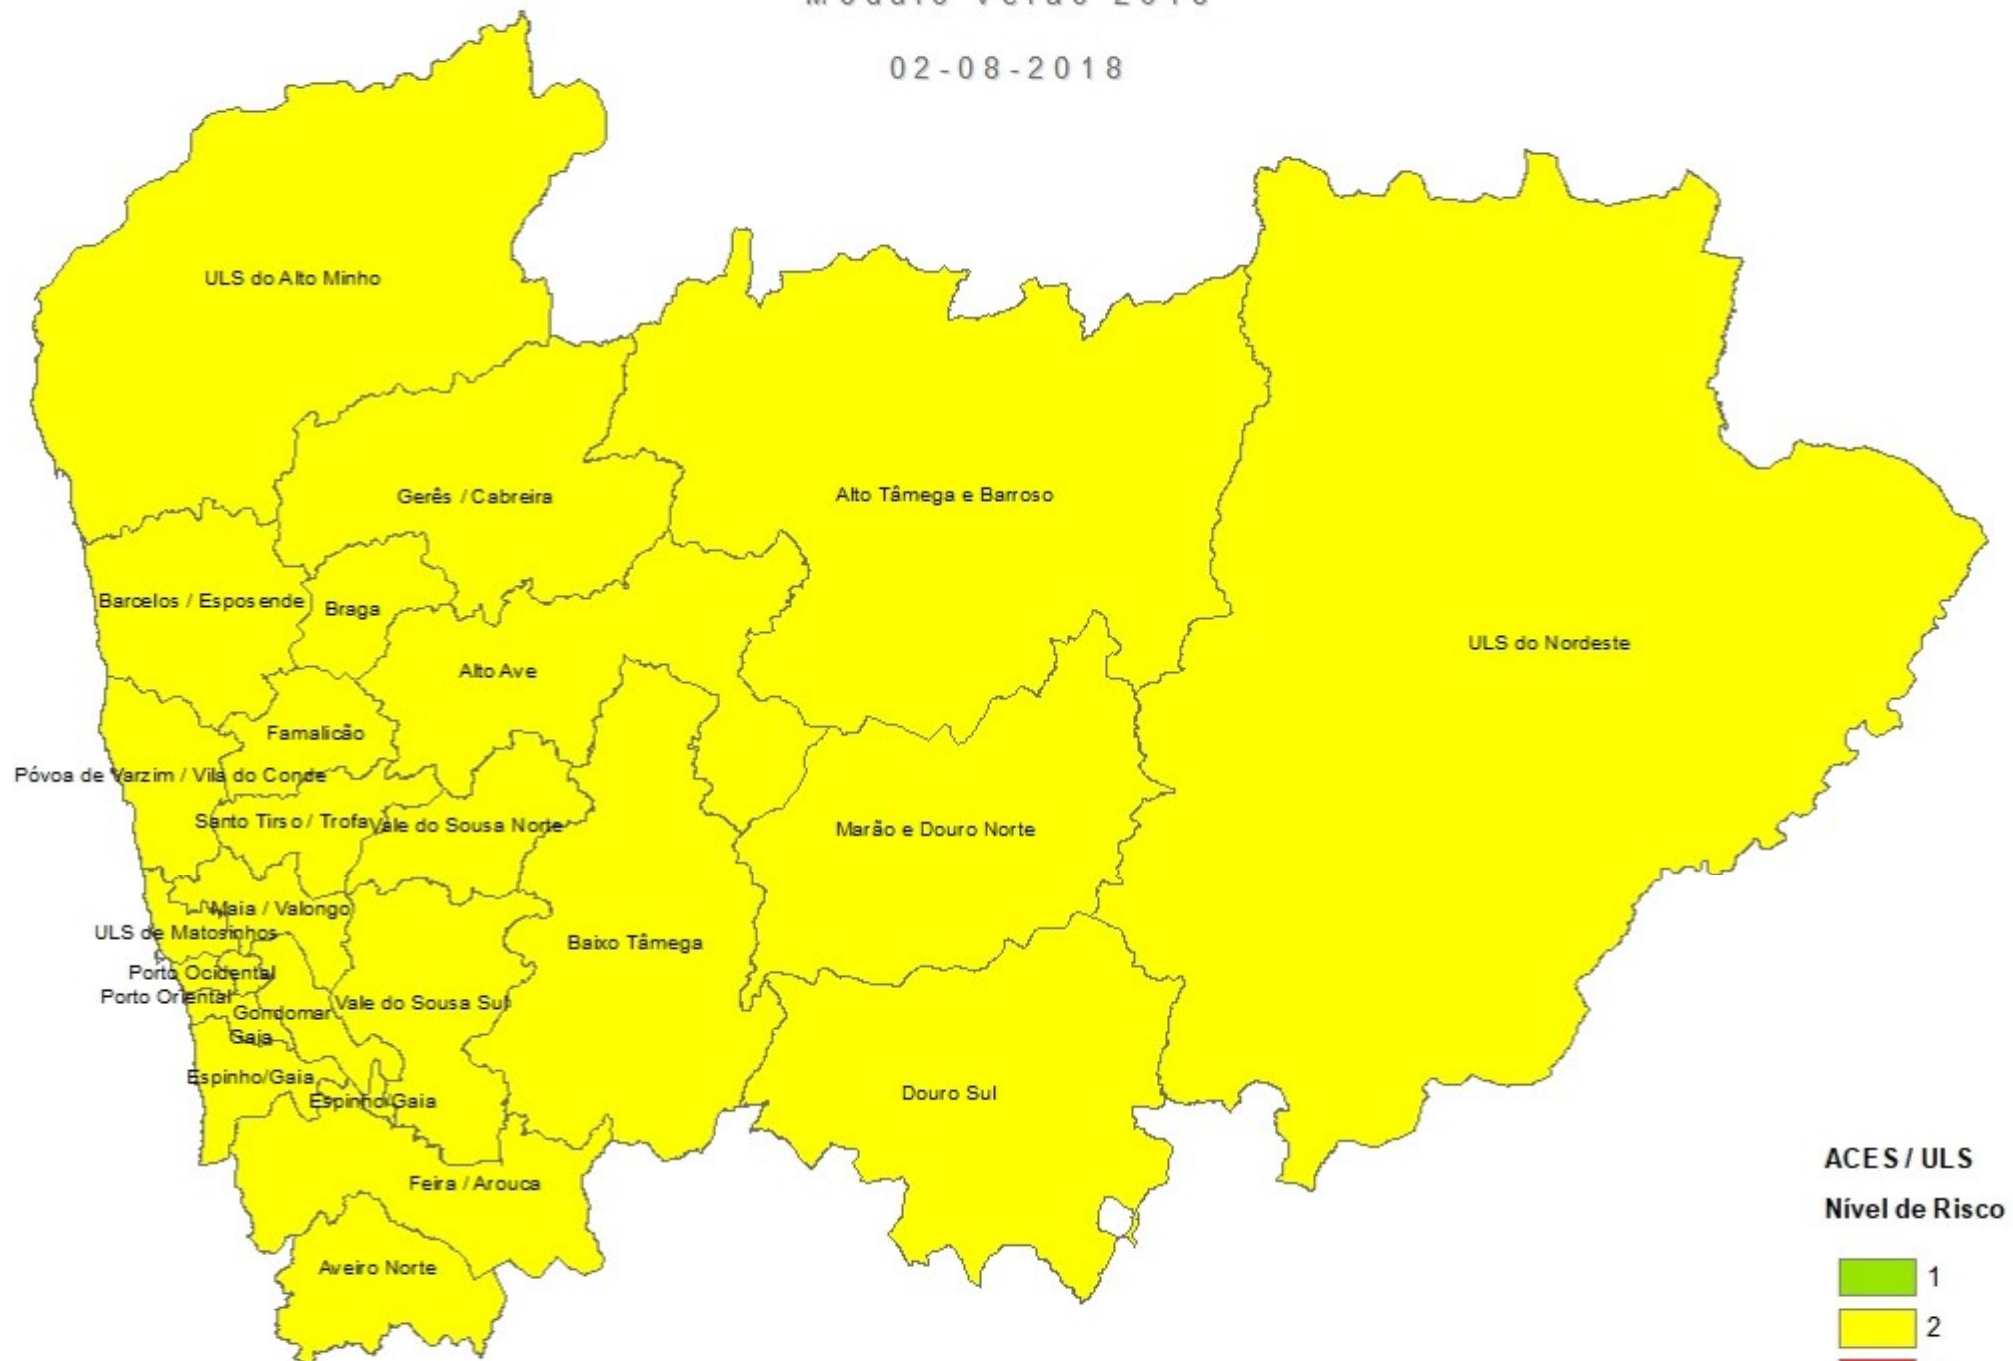 02-08-2018
ULS do Alto Minho
Gerês / Cabreira
Alto Tâmega e Barroso
Barcelos / Esposende
Braga
ULS do Nordeste
Alto Ave
Famalicão
Póvoa de Varzim / Vila do Conde
Santo Tirso / Trofa
Vale do Sousa Norte
Marão e Douro Norte
Maia / Valongo
ULS de Matosinhos
Baixo Tâmega
Porto Ocidental
Porto Oriental
Vale do Sousa Sul
Gondomar
Gaia
Espinho/Gaia
Espinho/Gaia
Douro Sul
Feira / Arouca
Aveiro Norte
ACES / ULS
Nível de Risco
1
2